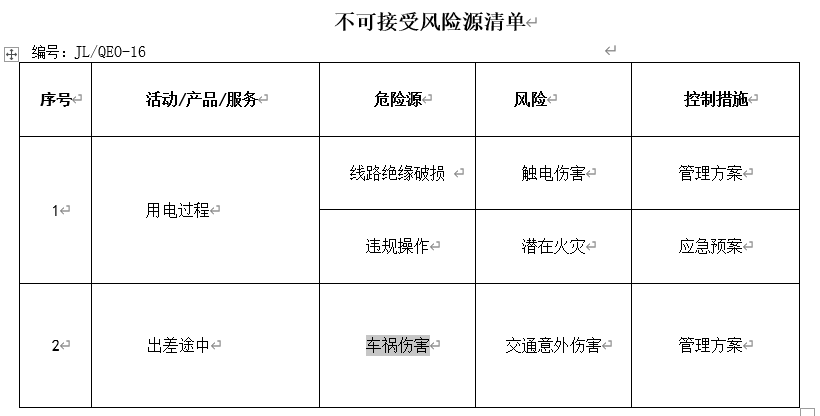 不可接受风险源清单
编号：JL/QEO-16
序号 活动/产品/服务 危险源 风险 控制措施
1 用电过程 线路绝缘破损 触电伤害 管理方案
违规操作 潜在火灾 应急预案
2 出差途中 车祸伤害 交通意外伤害 管理方案